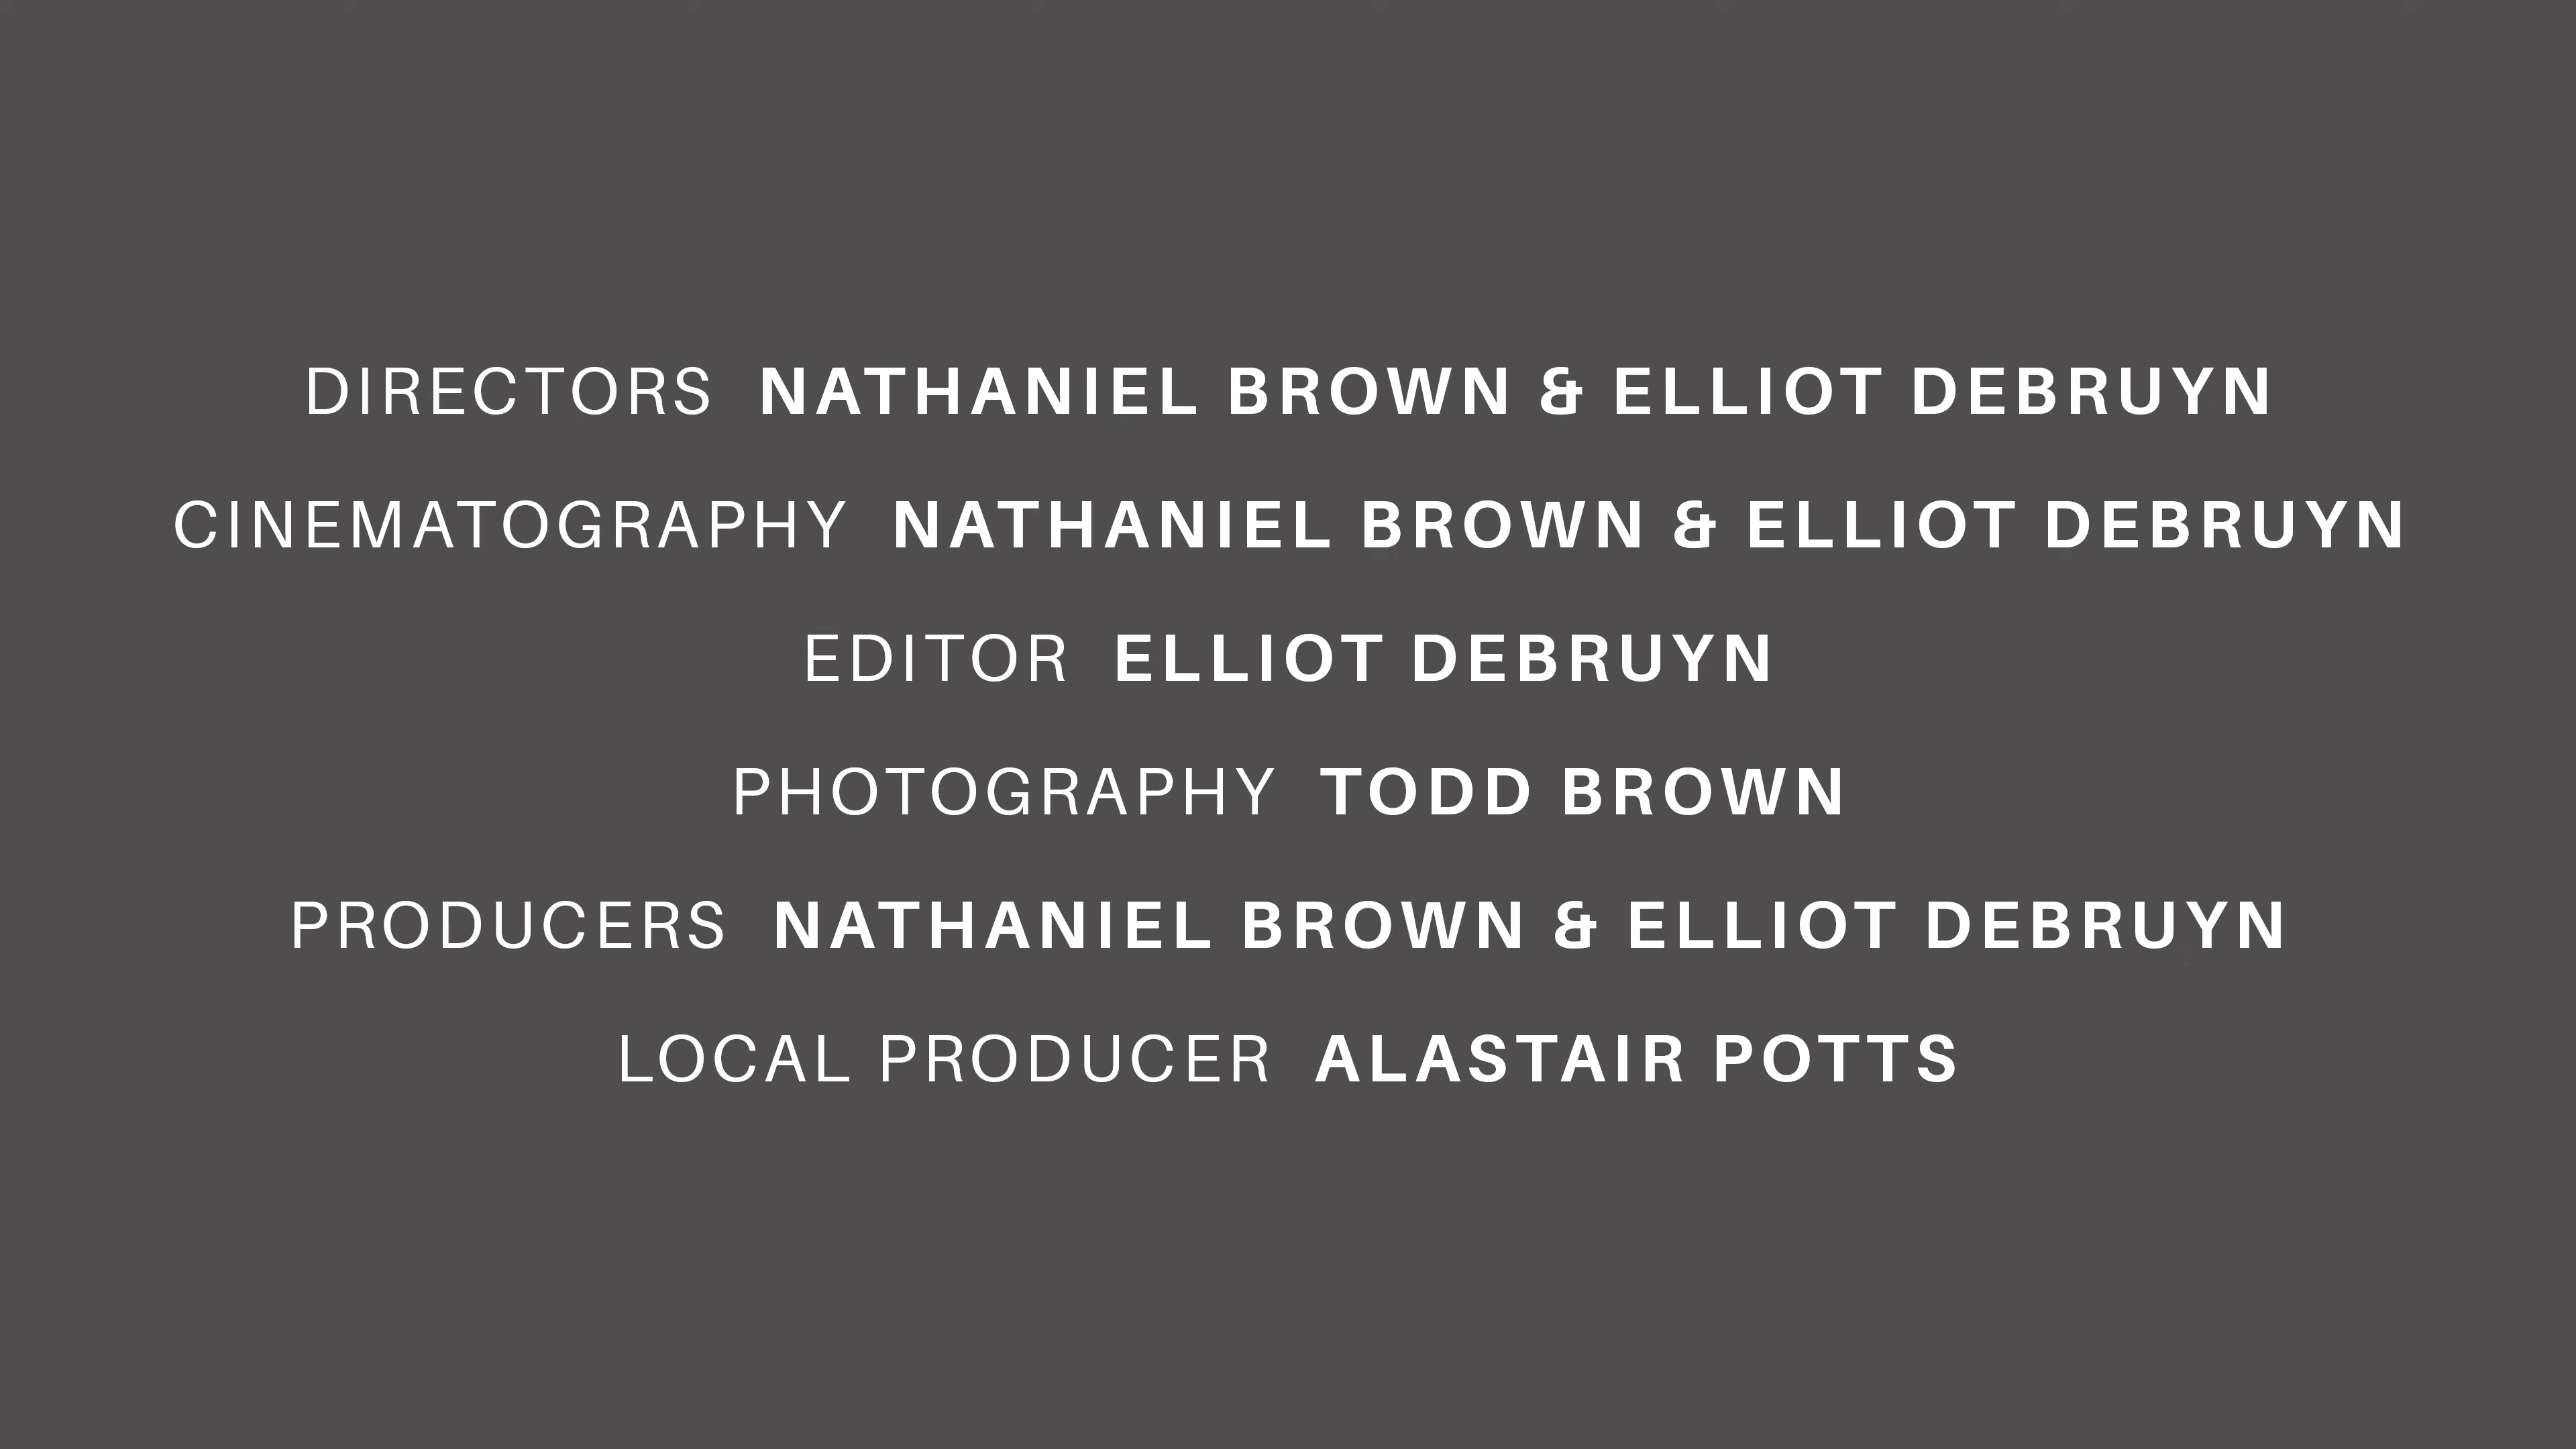 DIRECTORS NATHANIEL BROWN & ELLIOT DEBRUYN
CINEMATOGRAPHY NATHANIEL BROWN & ELLIOT DEBRUYN
EDITOR ELLIOT DEBRUYN
PHOTOGRAPHY TODD BROWN
PRODUCERS NATHANIEL BROWN & ELLIOT DEBRUYN
LOCAL PRODUCER ALASTAIR POTTS